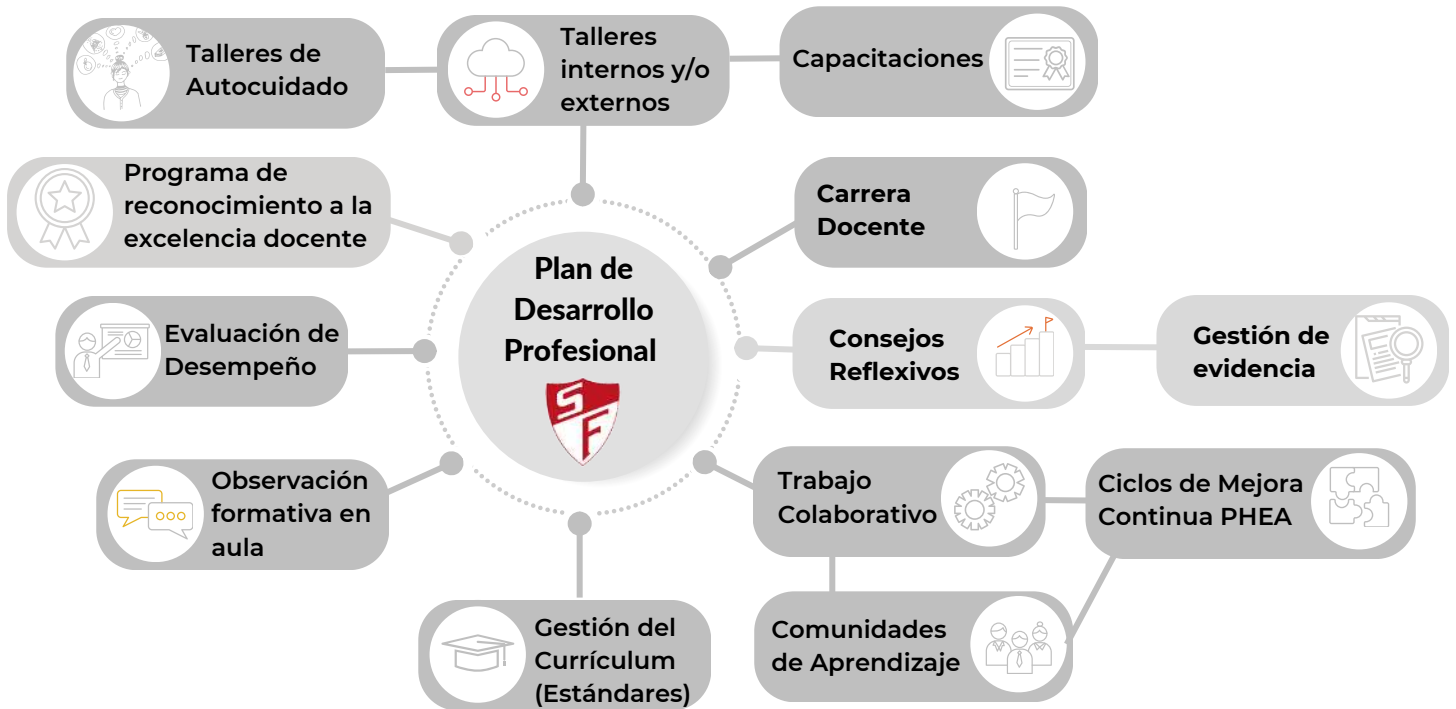 Talleres de
Autocuidado
Talleres
internos y/o
externos
Capacitaciones
Programa de
reconocimiento a la
excelencia docente
Carrera
Docente
Plan de
Desarrollo
Profesional
SF
Evaluación de
Desempeño
Consejos
Reflexivos
Gestión de
evidencia
Observación
formativa en
aula
Trabajo
Colaborativo
Ciclos de Mejora
Continua PHEA
Gestión del
Currículum
(Estándares)
Comunidades
de Aprendizaje